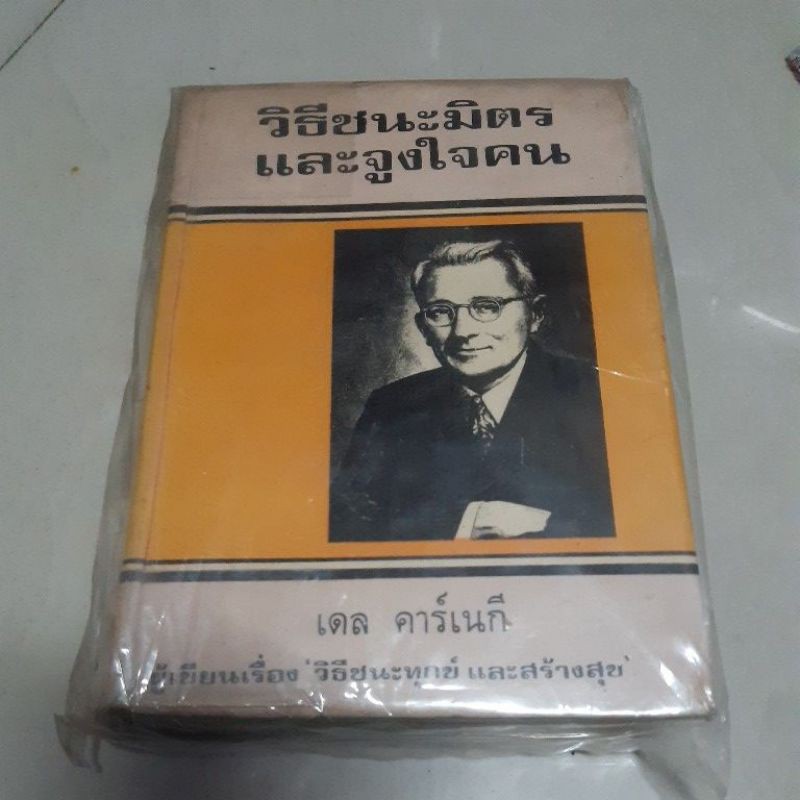 วิธีชนะมิตร
และจูงใจคน
เดล คาร์เนกี
ผู้เขียนเรื่อง 'วิธีชนะทุกข์ และสร้างสุข'